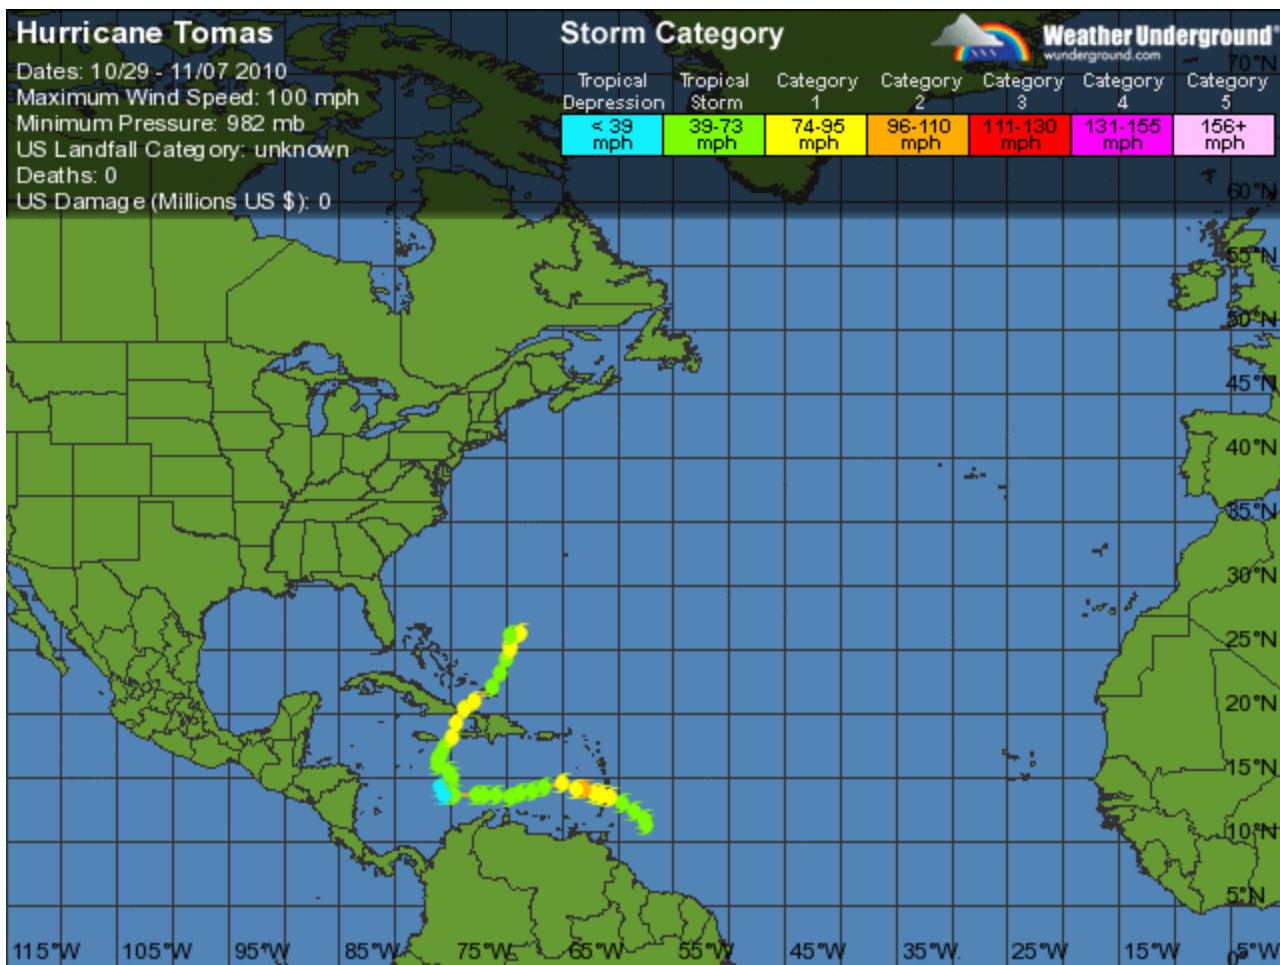 Hurricane Tomas
Dates: 10/29 - 11/07 2010
Maximum Wind Speed: 100 mph
Minimum Pressure: 982 mb
US Landfall Category: unknown
Deaths: 0
US Damage (Millions US $): 0
Storm Category
Weather Underground®
wunderground.com
Tropical Depression
< 39 mph
Tropical Storm
39-73 mph
Category 1
74-95 mph
Category 2
96-110 mph
Category 3
111-130 mph
Category 4
131-155 mph
Category 5
156+ mph
70°N
60°N
55°N
50°N
45°N
40°N
35°N
30°N
25°N
20°N
15°N
10°N
5°N
0°
115°W 105°W 95°W 85°W 75°W 65°W 55°W 45°W 35°W 25°W 15°W 5°W